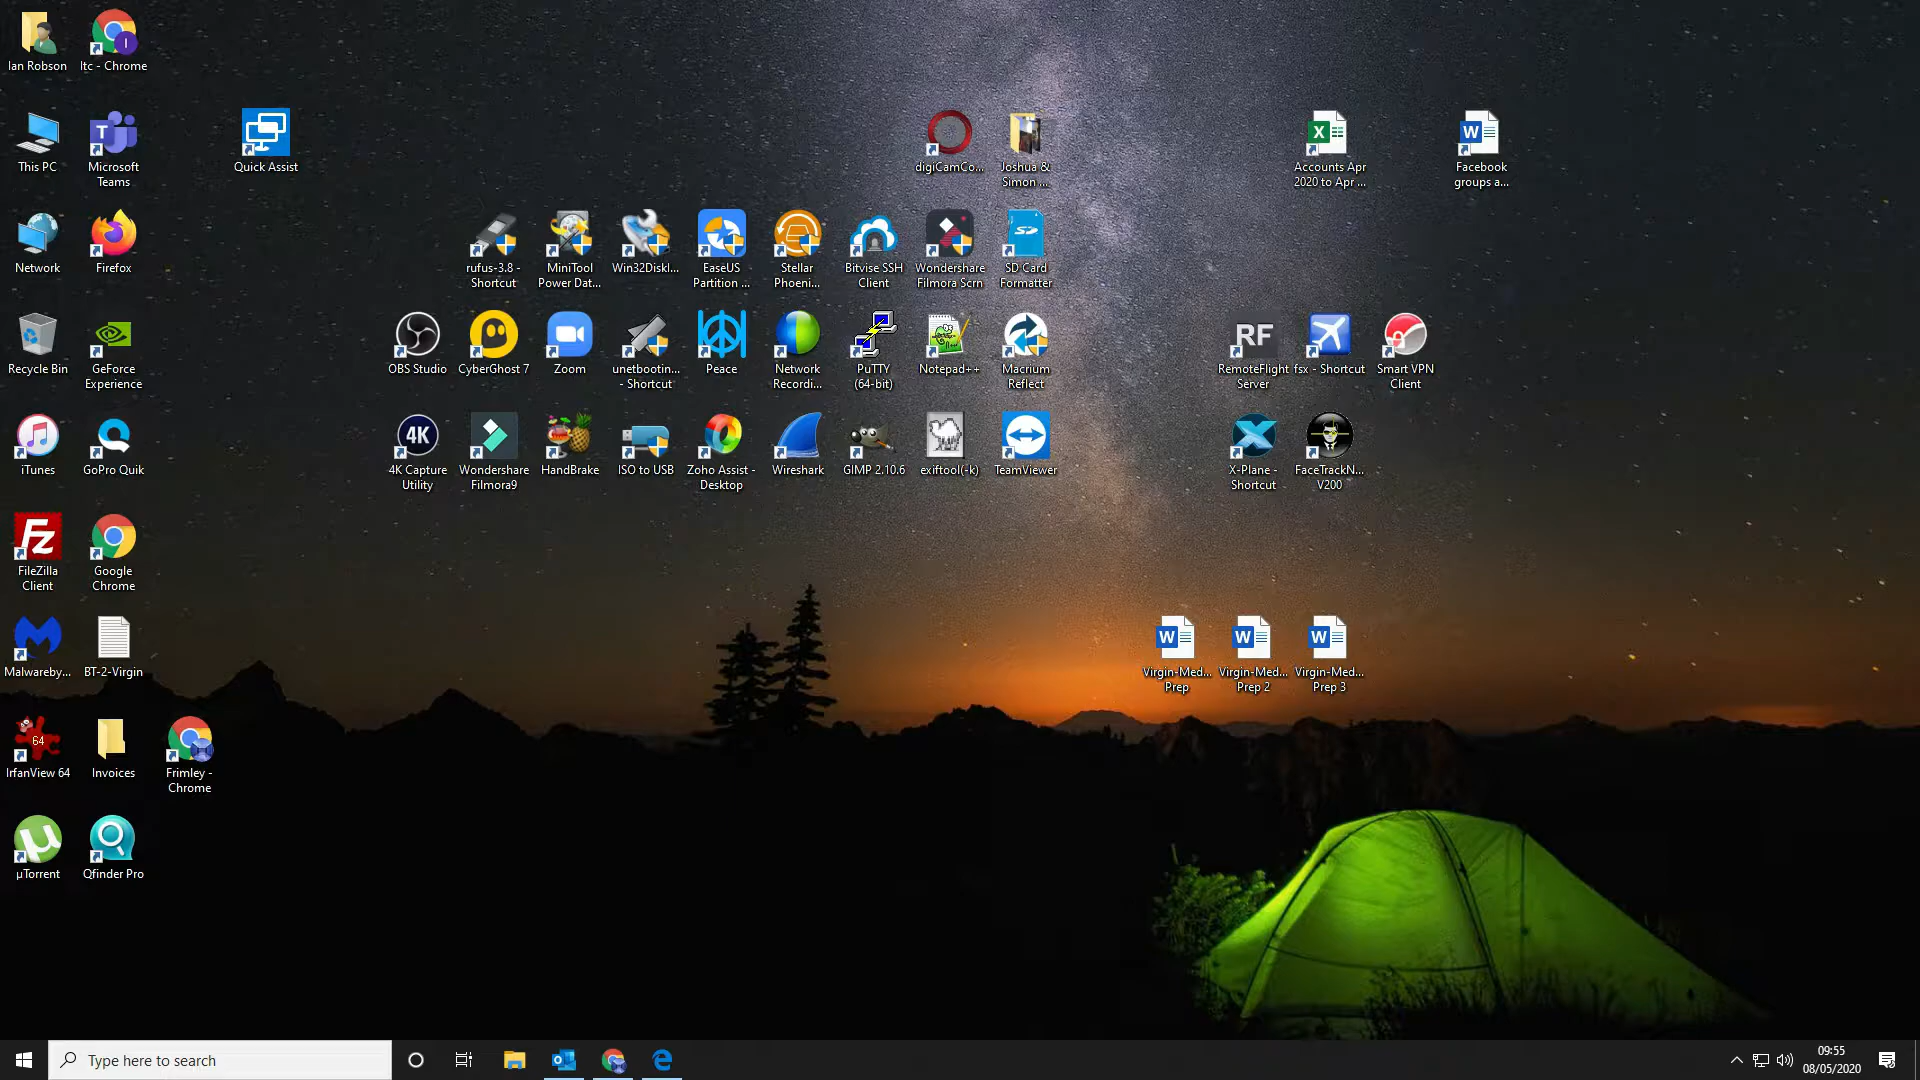 Ian Robson
Itc - Chrome
This PC
Microsoft
Teams
Quick Assist
digiCamCo...
Joshua &
Simon ...
Accounts Apr
2020 to Apr ...
Facebook
groups a...
Network
Firefox
rufus-3.8 -
Shortcut
MiniTool
Power Dat...
Win32DiskI...
EaseUS
Partition ...
Stellar
Phoeni...
Bitvise SSH
Client
Wondershare
Filmora Scrn
SD
SD Card
Formatter
Recycle Bin
GeForce
Experience
OBS Studio
CyberGhost 7
Zoom
unetbootin...
- Shortcut
Peace
Network
Recordi...
PuTTY
(64-bit)
Notepad++
Macrium
Reflect
RF
RemoteFlight
Server
fsx - Shortcut
Smart VPN
Client
iTunes
GoPro Quik
4K
4K Capture
Utility
Wondershare
Filmora9
HandBrake
ISO to USB
Zoho Assist -
Desktop
Wireshark
GIMP 2.10.6
exiftool(-k)
TeamViewer
X-Plane -
Shortcut
FaceTrackN...
V200
FileZilla
Client
Google
Chrome
Malwareby...
BT-2-Virgin
Virgin-Med...
Prep
Virgin-Med...
Prep 2
Virgin-Med...
Prep 3
64
IrfanView 64
Invoices
Frimley -
Chrome
µTorrent
Qfinder Pro
Type here to search
09:55
08/05/2020